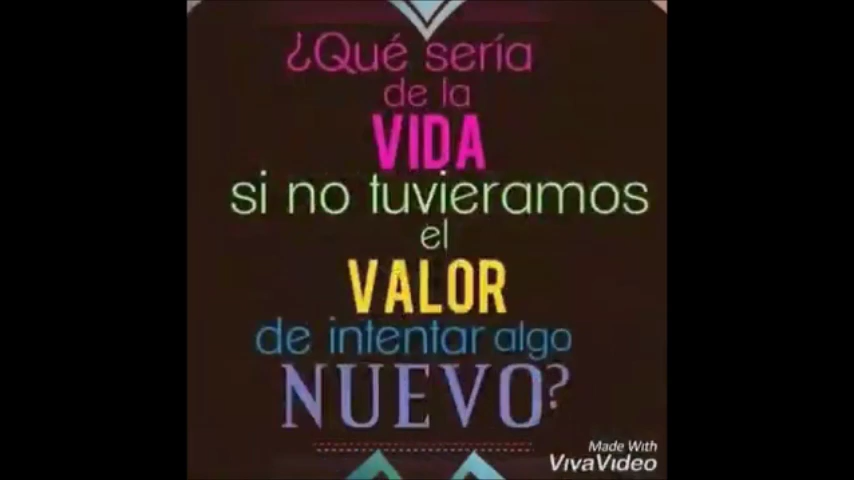 ¿Qué sería
de la
VIDA
si no tuvieramos
el
VALOR
de intentar algo
NUEVO?
Made With
VivaVideo